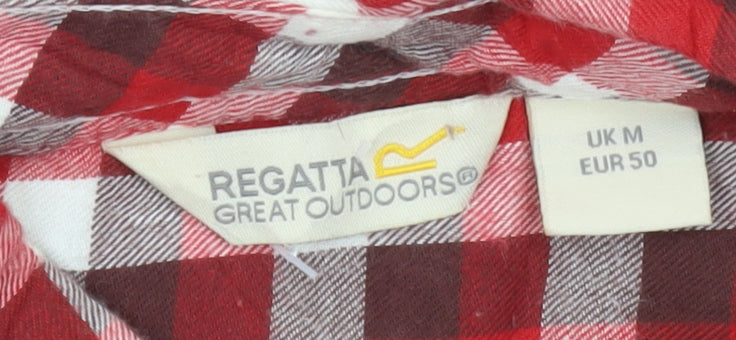 REGATTA
GREAT OUTDOORS®
UK M
EUR 50